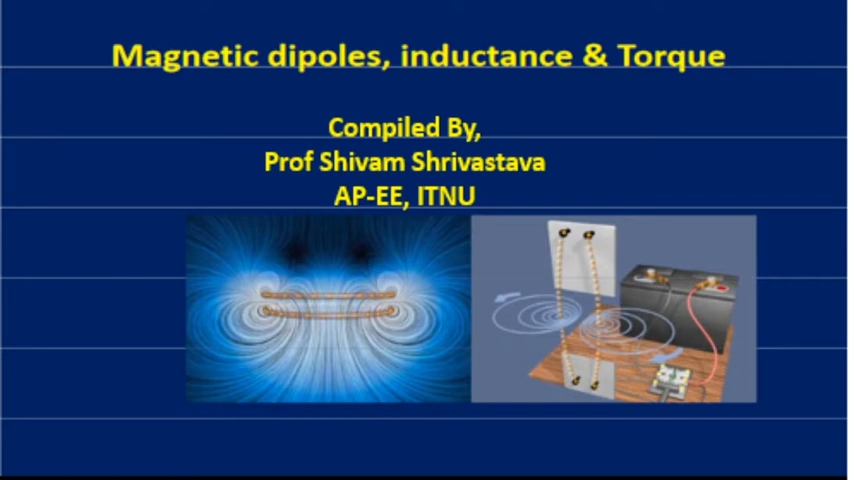 Magnetic dipoles, inductance & Torque
Compiled By,
Prof Shivam Shrivastava
AP-EE, ITNU